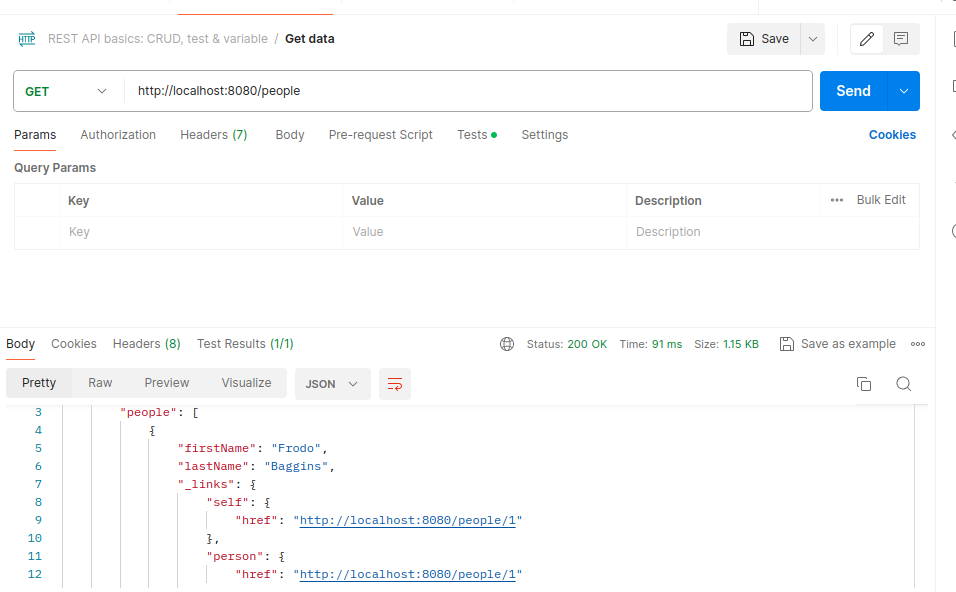 HTTP REST API basics: CRUD, test & variable / Get data Save
GET http://localhost:8080/people Send
Params Authorization Headers (7) Body Pre-request Script Tests Settings Cookies
Query Params
Key Value Description ••• Bulk Edit
Key Value Description
Body Cookies Headers (8) Test Results (1/1) Status: 200 OK Time: 91 ms Size: 1.15 KB Save as example •••
Pretty Raw Preview Visualize JSON
3 "people": [
4 {
5 "firstName": "Frodo",
6 "lastName": "Baggins",
7 "_links": {
8 "self": {
9 "href": "http://localhost:8080/people/1"
10 },
11 "person": {
12 "href": "http://localhost:8080/people/1"